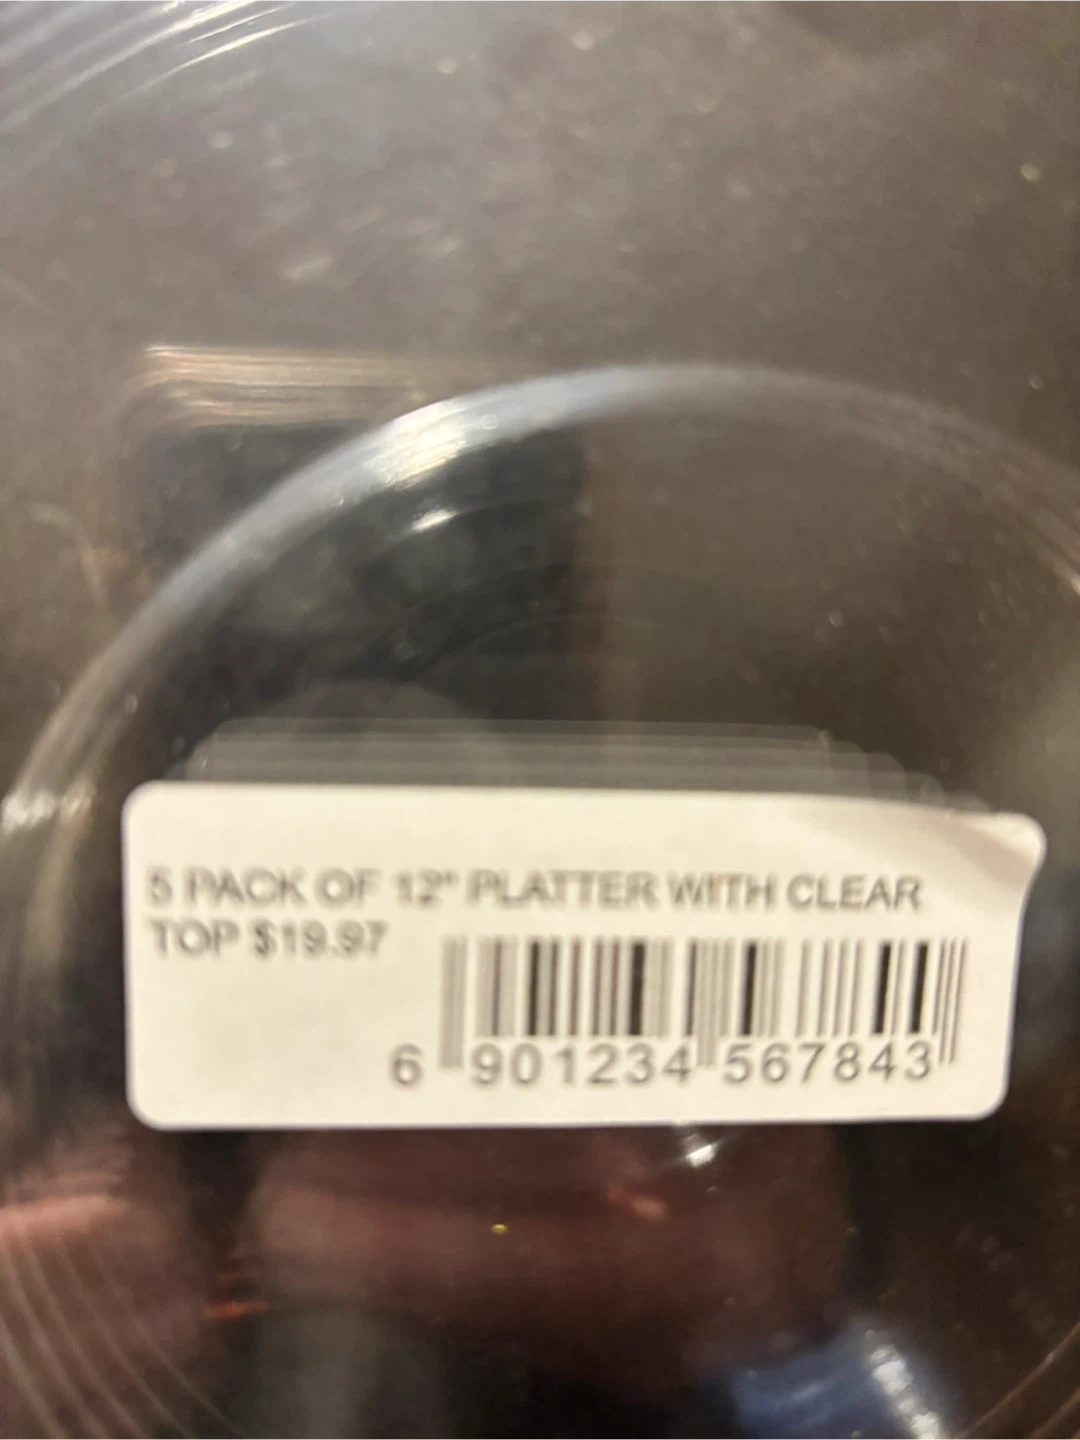 5 PACK OF 12" PLATTER WITH CLEAR
TOP $19.97
6 901234 567843